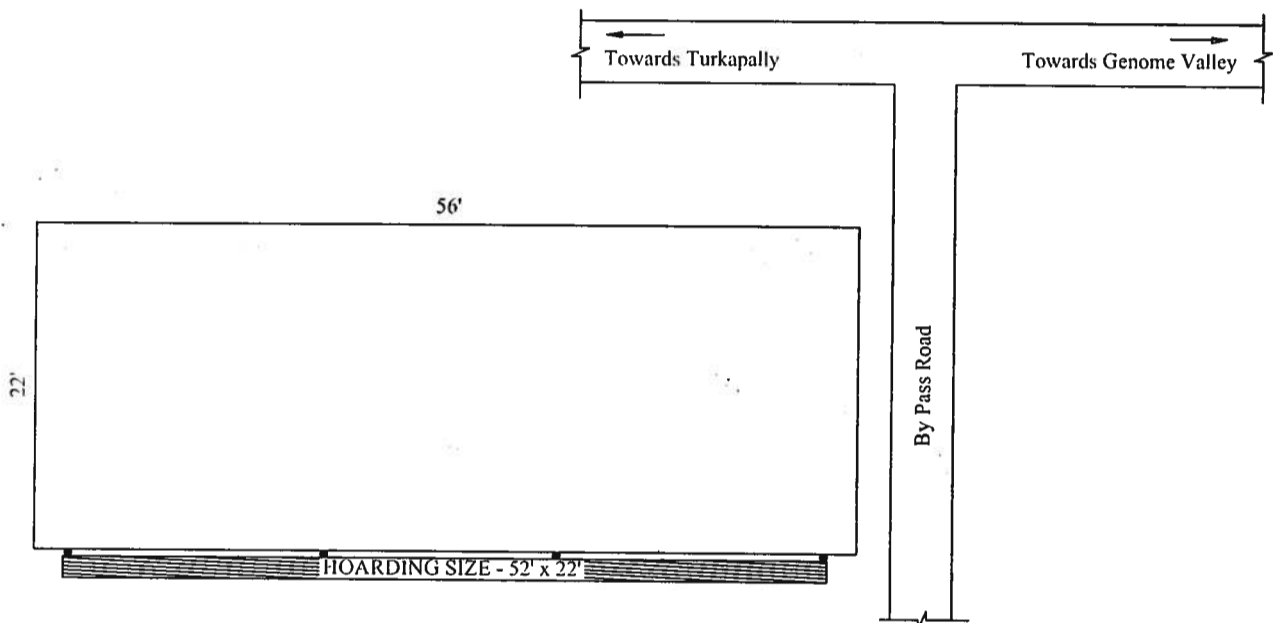 Towards Turkapally
Towards Genome Valley
56'
22'
By Pass Road
HOARDING SIZE - 52' x 22'